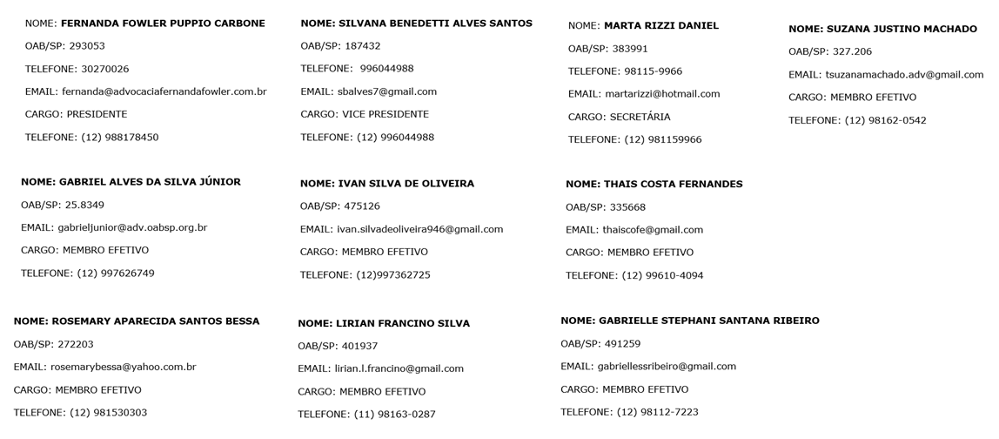 NOME: FERNANDA FOWLER PUPPIO CARBONE
OAB/SP: 293053
TELEFONE: 30270026
EMAIL: fernanda@advocaciafernandafowler.com.br
CARGO: PRESIDENTE
TELEFONE: (12) 988178450
NOME: SILVANA BENEDETTI ALVES SANTOS
OAB/SP: 187432
TELEFONE: 996044988
EMAIL: sbalves7@gmail.com
CARGO: VICE PRESIDENTE
TELEFONE: (12) 996044988
NOME: MARTA RIZZI DANIEL
OAB/SP: 383991
TELEFONE: 98115-9966
EMAIL: martarizzi@hotmail.com
CARGO: SECRETÁRIA
TELEFONE: (12) 981159966
NOME: SUZANA JUSTINO MACHADO
OAB/SP: 327.206
EMAIL: tsuzanamachado.adv@gmail.com
CARGO: MEMBRO EFETIVO
TELEFONE: (12) 98162-0542
NOME: GABRIEL ALVES DA SILVA JÚNIOR
OAB/SP: 25.8349
EMAIL: gabrieljunior@adv.oabsp.org.br
CARGO: MEMBRO EFETIVO
TELEFONE: (12) 997626749
NOME: IVAN SILVA DE OLIVEIRA
OAB/SP: 475126
EMAIL: ivan.silvadeoliveira946@gmail.com
CARGO: MEMBRO EFETIVO
TELEFONE: (12)997362725
NOME: THAIS COSTA FERNANDES
OAB/SP: 335668
EMAIL: thaiscofe@gmail.com
CARGO: MEMBRO EFETIVO
TELEFONE: (12) 99610-4094
NOME: ROSEMARY APARECIDA SANTOS BESSA
OAB/SP: 272203
EMAIL: rosemarybessa@yahoo.com.br
CARGO: MEMBRO EFETIVO
TELEFONE: (12) 981530303
NOME: LIRIAN FRANCINO SILVA
OAB/SP: 401937
EMAIL: lirian.l.francino@gmail.com
CARGO: MEMBRO EFETIVO
TELEFONE: (11) 98163-0287
NOME: GABRIELLE STEPHANI SANTANA RIBEIRO
OAB/SP: 491259
EMAIL: gabriellessribeiro@gmail.com
CARGO: MEMBRO EFETIVO
TELEFONE: (12) 98112-7223